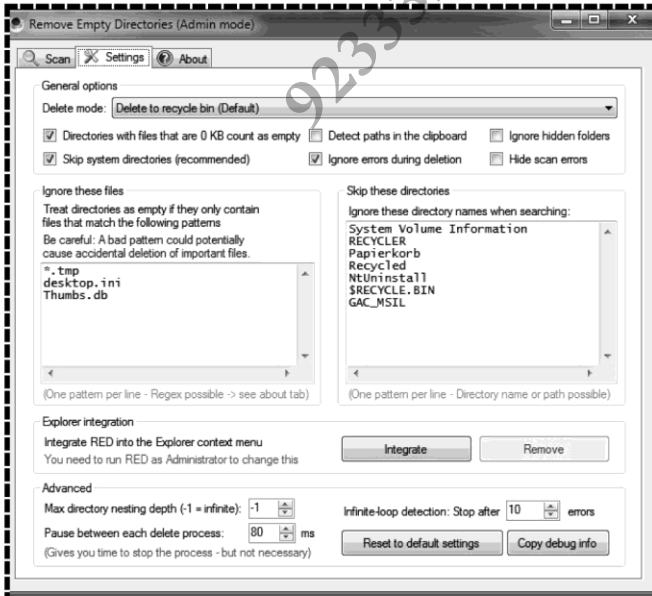 Remove Empty Directories (Admin mode)
Scan Settings About
General options
Delete mode: Delete to recycle bin (Default)
Directories with files that are 0 KB count as empty Detect paths in the clipboard Ignore hidden folders
Skip system directories (recommended) Ignore errors during deletion Hide scan errors
Ignore these files
Treat directories as empty if they only contain
files that match the following patterns
Be careful: A bad pattern could potentially
cause accidental deletion of important files.
*.tmp
desktop.ini
Thumbs.db
(One pattern per line - Regex possible -> see about tab)
Skip these directories
Ignore these directory names when searching:
System Volume Information
RECYCLER
Papierkorb
Recycled
NtUninstall
$RECYCLE.BIN
GAC_MSIL
(One pattern per line - Directory name or path possible)
Explorer integration
Integrate RED into the Explorer context menu
You need to run RED as Administrator to change this
Integrate Remove
Advanced
Max directory nesting depth (-1 = infinite): -1
Infinite-loop detection: Stop after 10 errors
Pause between each delete process: 80 ms
(Gives you time to stop the process - but not necessary)
Reset to default settings Copy debug info